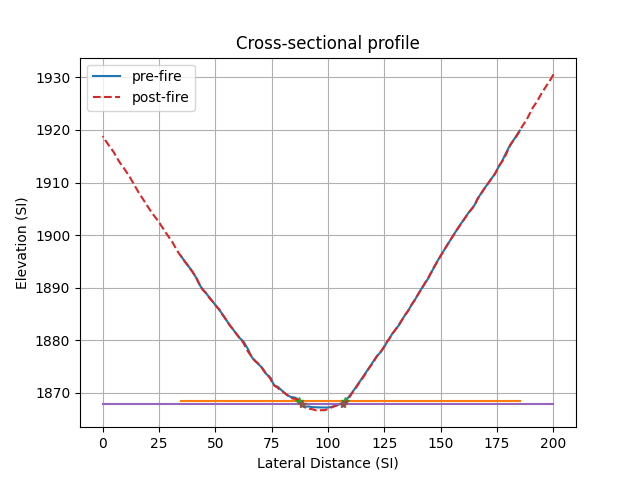 Cross-sectional profile
pre-fire
post-fire
1930
1920
1910
1900
1890
1880
1870
Elevation (SI)
0 25 50 75 100 125 150 175 200
Lateral Distance (SI)